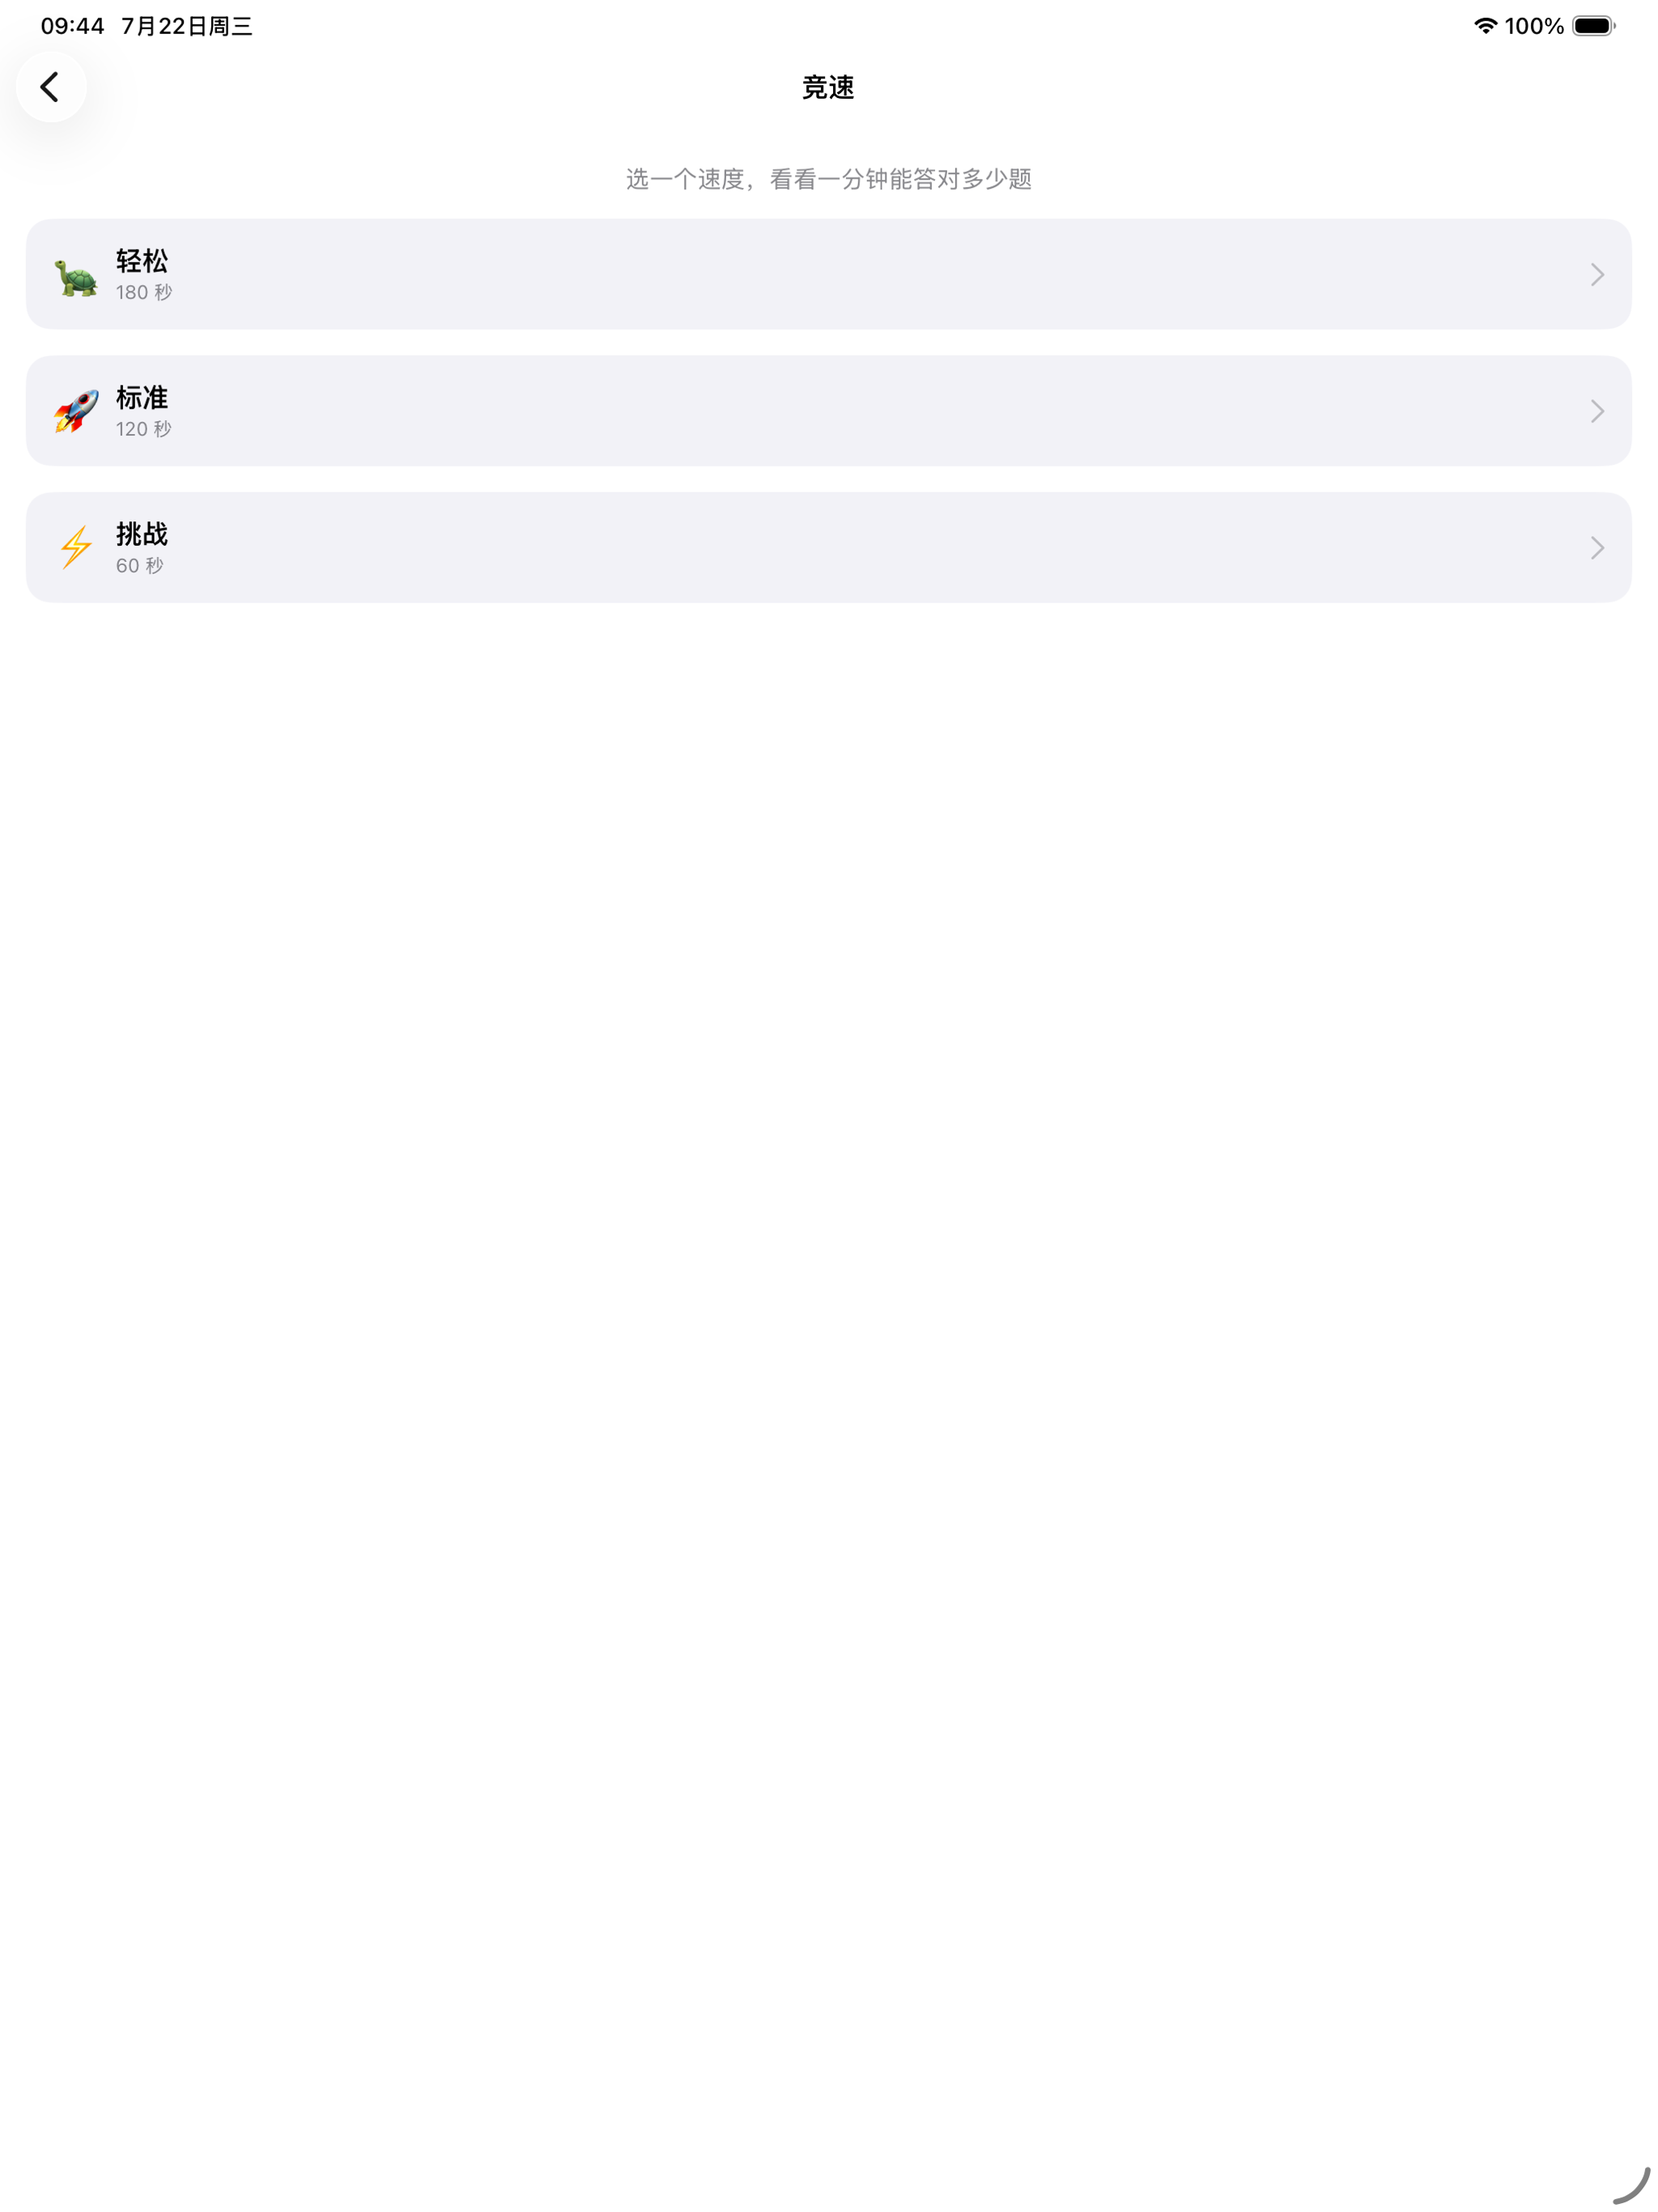 09:44 7月22日周三
100%
竞速
选一个速度，看看一分钟能答对多少题
轻松
180 秒
标准
120 秒
挑战
60 秒